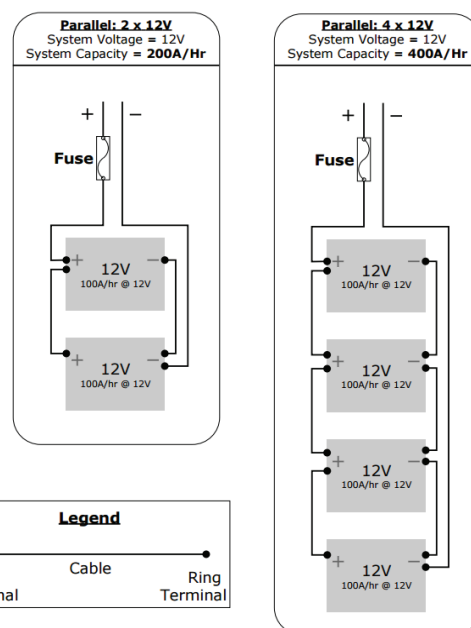 Parallel: 2 x 12V
System Voltage = 12V
System Capacity = 200A/Hr
+ –
Fuse
+ –
12V
100A/hr @ 12V
+ –
12V
100A/hr @ 12V
Legend
Cable
Ring
Terminal
Parallel: 4 x 12V
System Voltage = 12V
System Capacity = 400A/Hr
+ –
Fuse
+ –
12V
100A/hr @ 12V
+ –
12V
100A/hr @ 12V
+ –
12V
100A/hr @ 12V
+ –
12V
100A/hr @ 12V